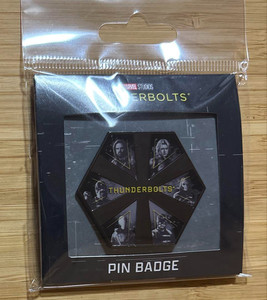 MARVEL STUDIOS
THUNDERBOLTS*
THUNDERBOLTS*
PIN BADGE